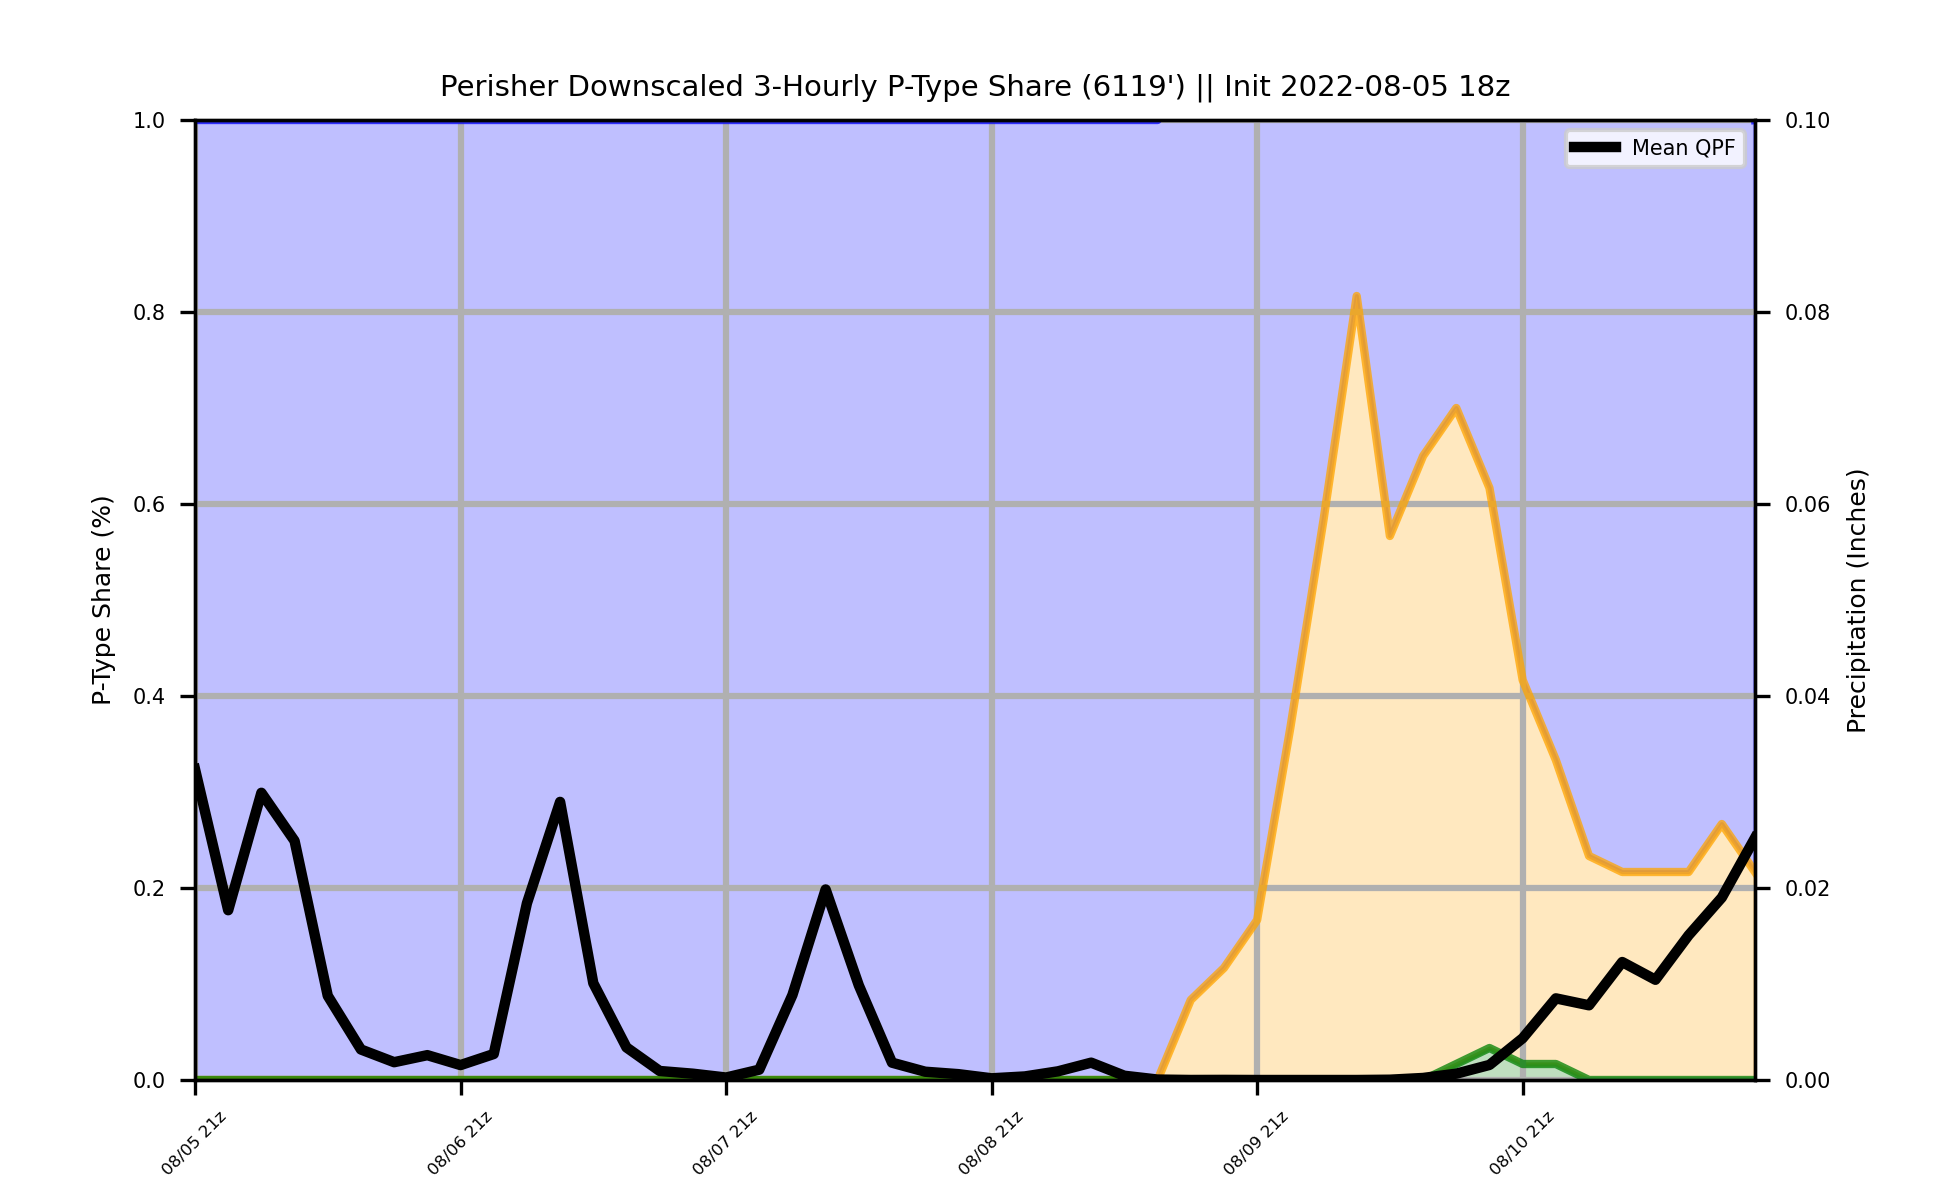 Perisher Downscaled 3-Hourly P-Type Share (6119') || Init 2022-08-05 18z
Mean QPF
P-Type Share (%)
1.0
0.8
0.6
0.4
0.2
0.0
0.10
0.08
0.06
0.04
0.02
0.00
Precipitation (Inches)
08/05 21z
08/06 21z
08/07 21z
08/08 21z
08/09 21z
08/10 21z